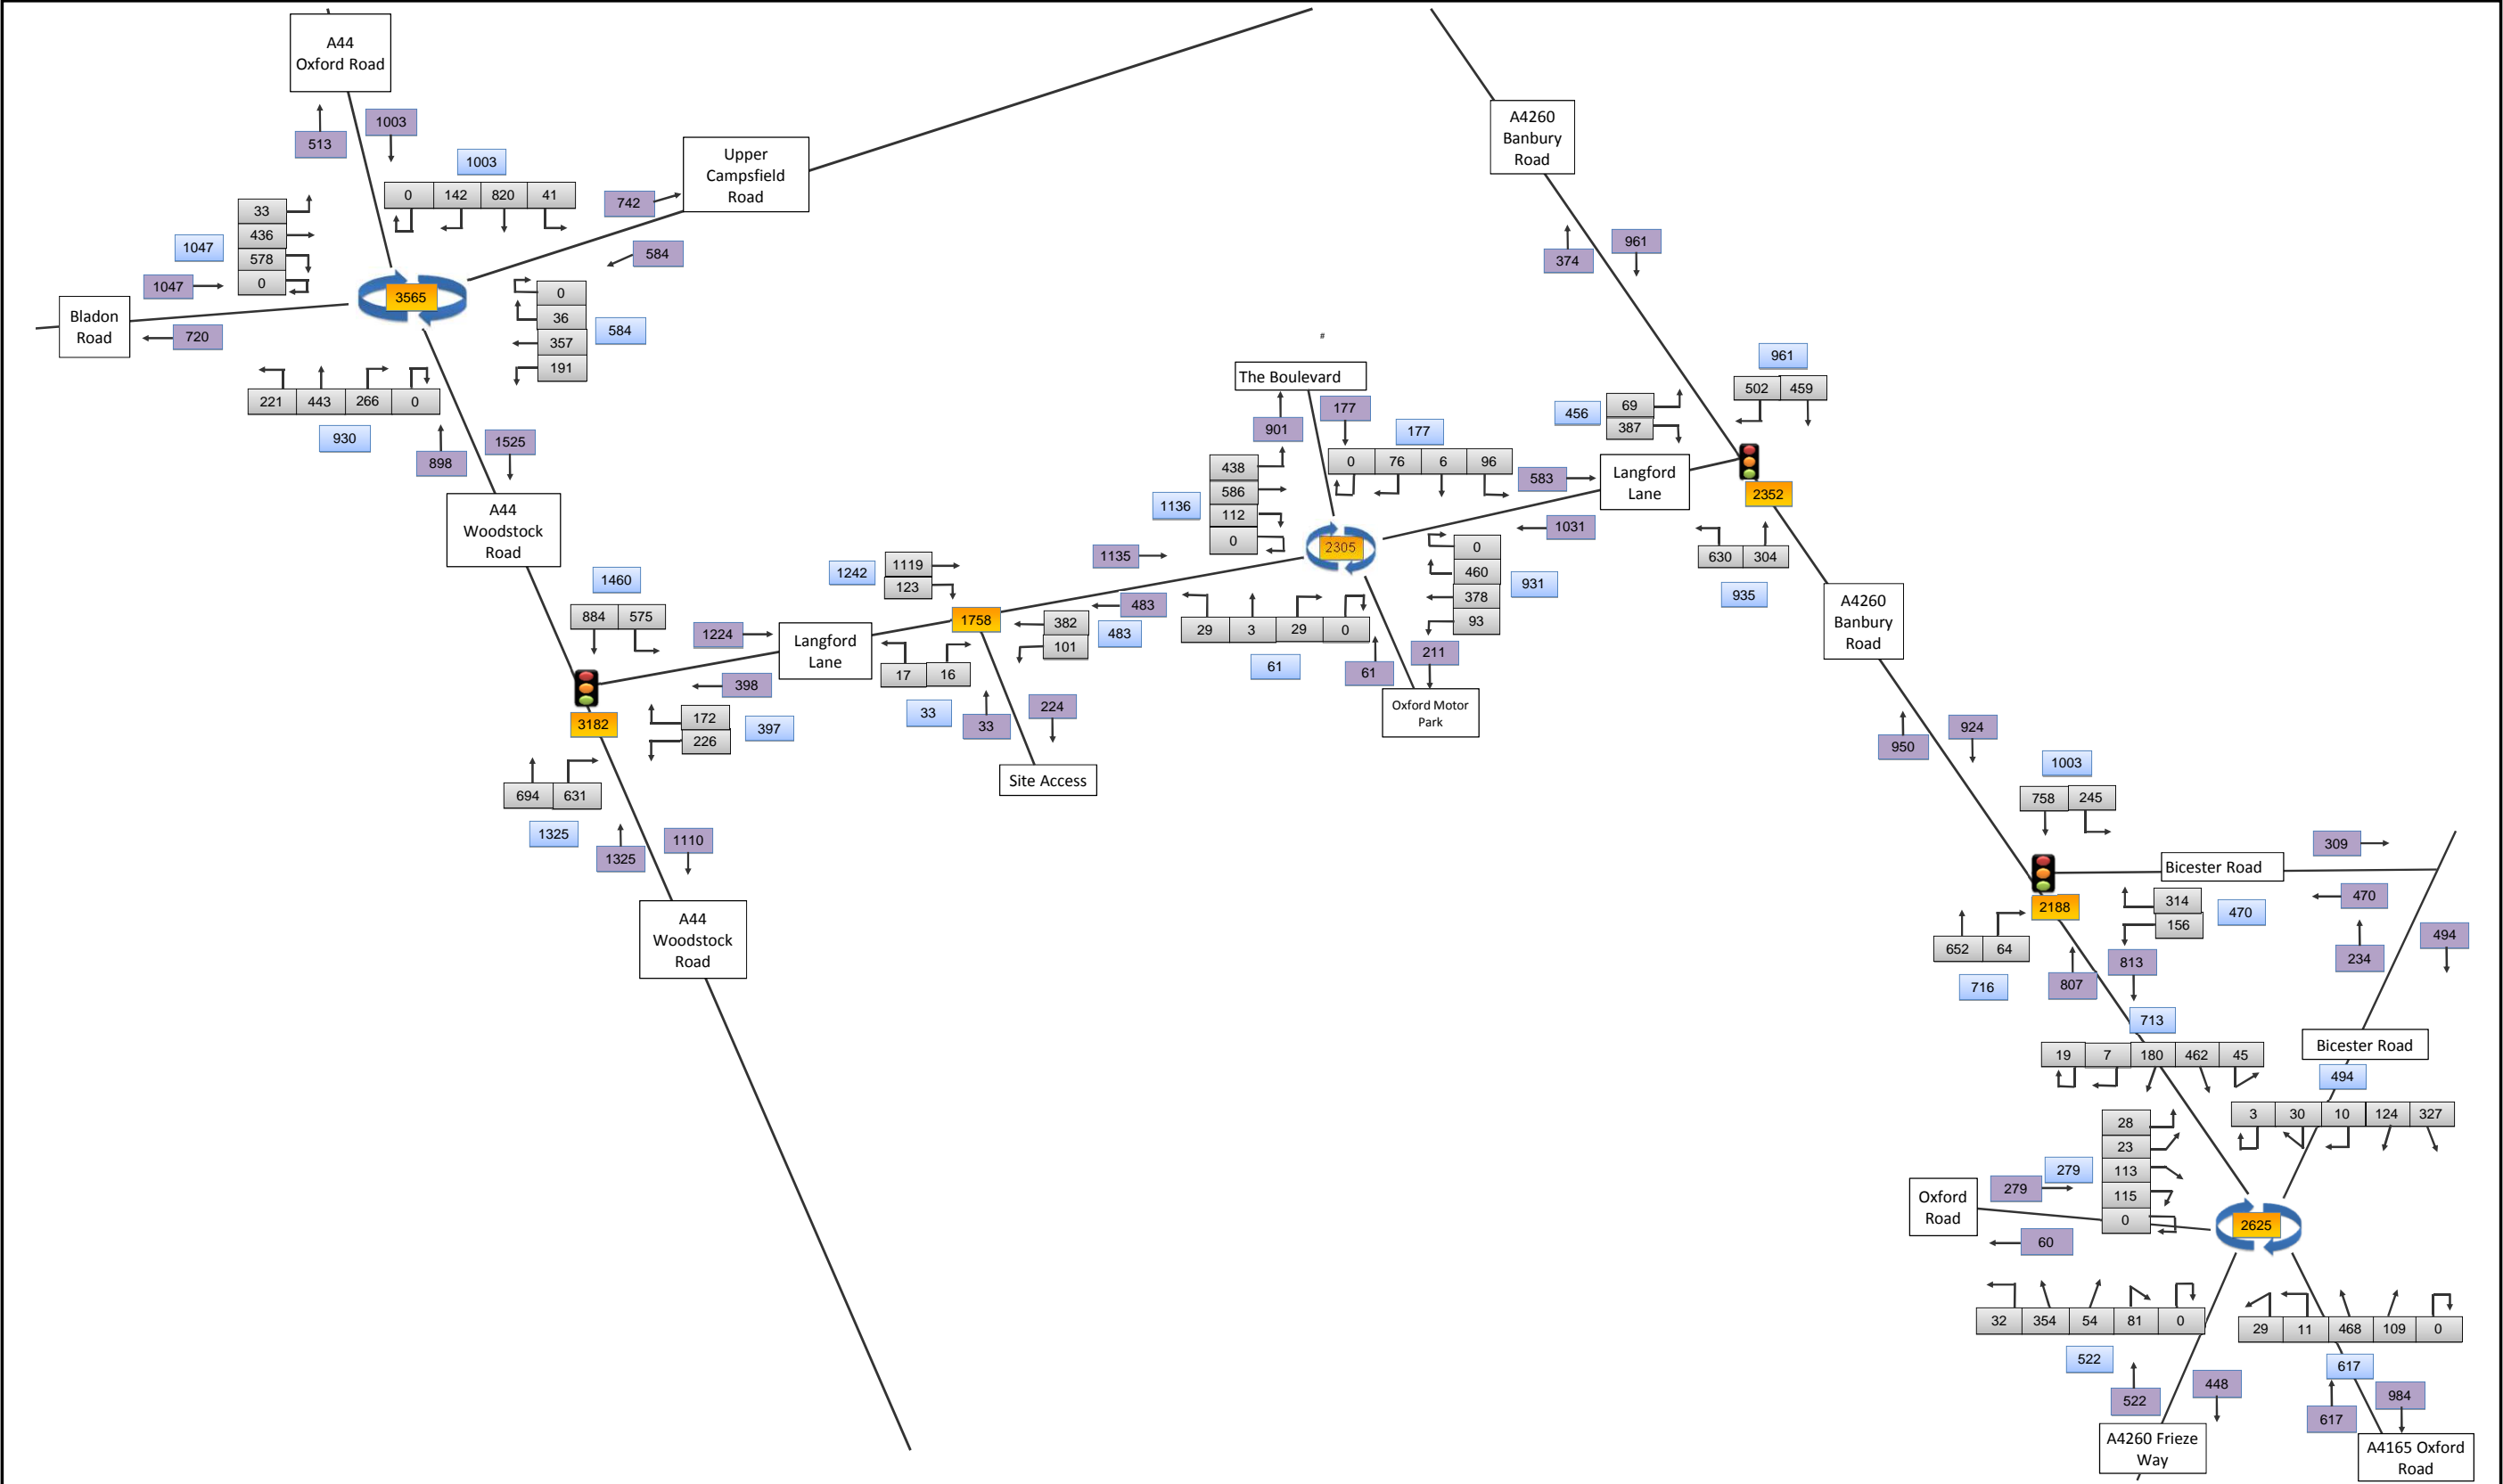 A44
Oxford Road
1003
513
1003
0 142 820 41
Upper
Campsfield
Road
742
584
33
436
578
0
1047
1047
3565
Bladon
Road
720
0
36
357
191
584
221 443 266 0
930
898
1525
A44
Woodstock
Road
1460
884 575
1224
Langford
Lane
398
3182
172
226
397
694 631
1325
1325
1110
A44
Woodstock
Road
1242
1119
123
1758
382
101
483
483
17 16
33
33
224
Site Access
1135
#
The Boulevard
901
177
177
0 76 6 96
438
586
112
0
1136
2305
583
1031
0
460
378
93
931
29 3 29 0
61
61
211
Oxford Motor
Park
A4260
Banbury
Road
374
961
961
502 459
456
69
387
Langford
Lane
2352
630 304
935
A4260
Banbury
Road
950
924
1003
758 245
309
Bicester Road
470
2188
314
156
470
652 64
716
807
813
234
494
713
19 7 180 462 45
Bicester Road
494
3 30 10 124 327
28
23
113
115
0
279
279
Oxford
Road
60
2625
32 354 54 81 0
522
522
448
A4260 Frieze
Way
29 11 468 109 0
617
617
984
A4165 Oxford
Road